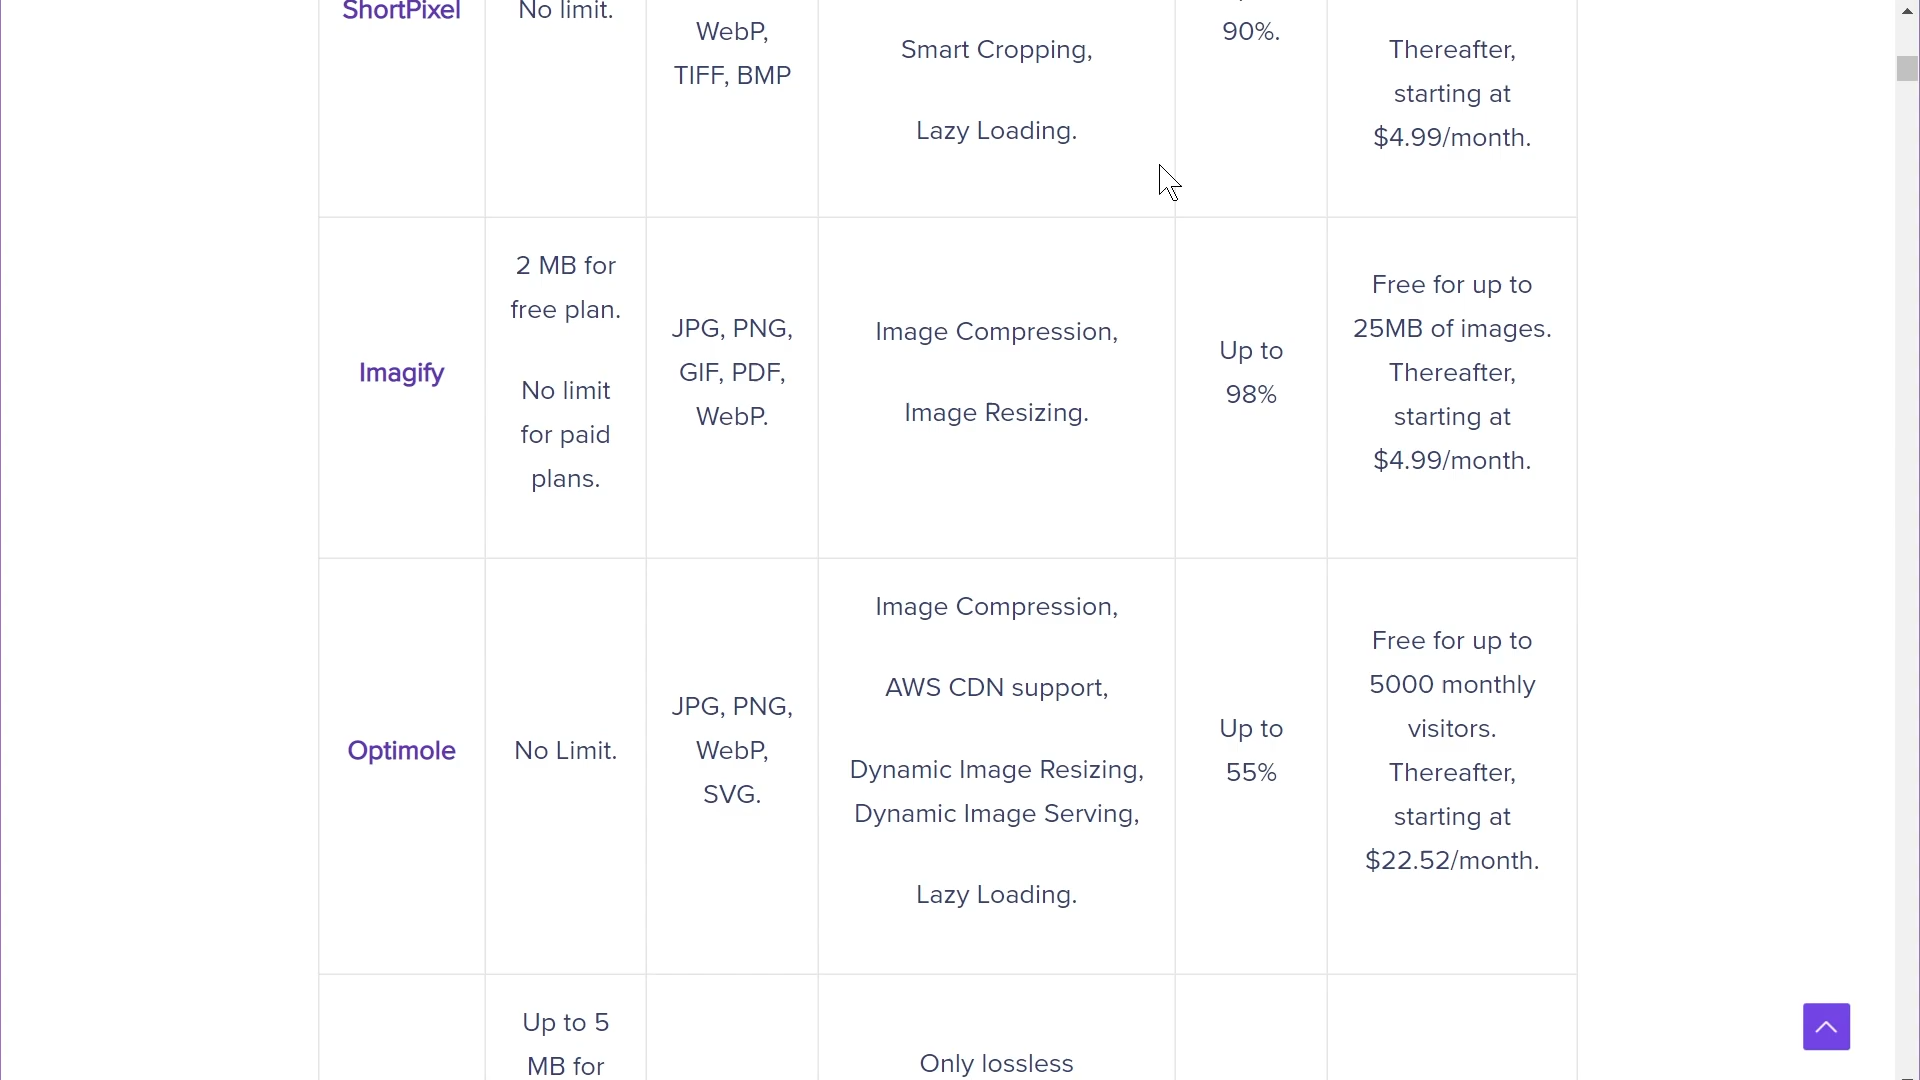 ShortPixel
No limit.
WebP,
TIFF, BMP
Smart Cropping,
Lazy Loading.
90%.
Thereafter,
starting at
$4.99/month.
Imagify
2 MB for
free plan.
No limit
for paid
plans.
JPG, PNG,
GIF, PDF,
WebP.
Image Compression,
Image Resizing.
Up to
98%
Free for up to
25MB of images.
Thereafter,
starting at
$4.99/month.
Optimole
No Limit.
JPG, PNG,
WebP,
SVG.
Image Compression,
AWS CDN support,
Dynamic Image Resizing,
Dynamic Image Serving,
Lazy Loading.
Up to
55%
Free for up to
5000 monthly
visitors.
Thereafter,
starting at
$22.52/month.
Up to 5
MB for
Only lossless